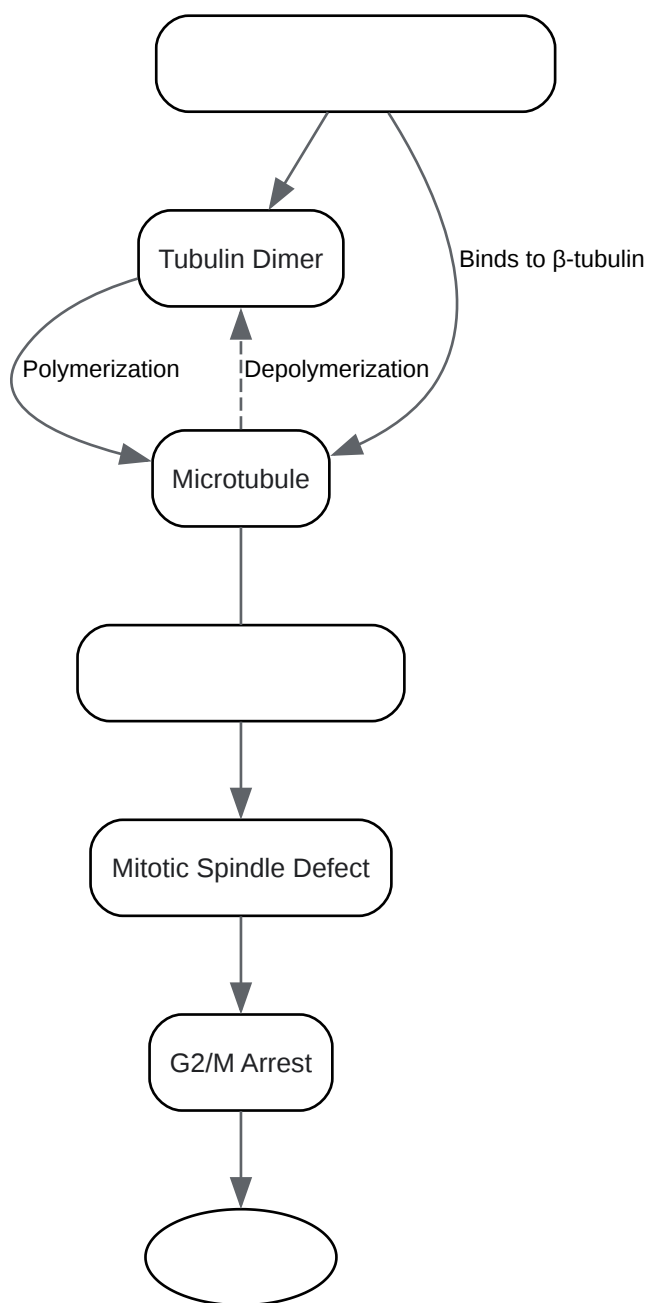 Tubulin Dimer
Binds to β-tubulin
Polymerization
Depolymerization
Microtubule
Mitotic Spindle Defect
G2/M Arrest